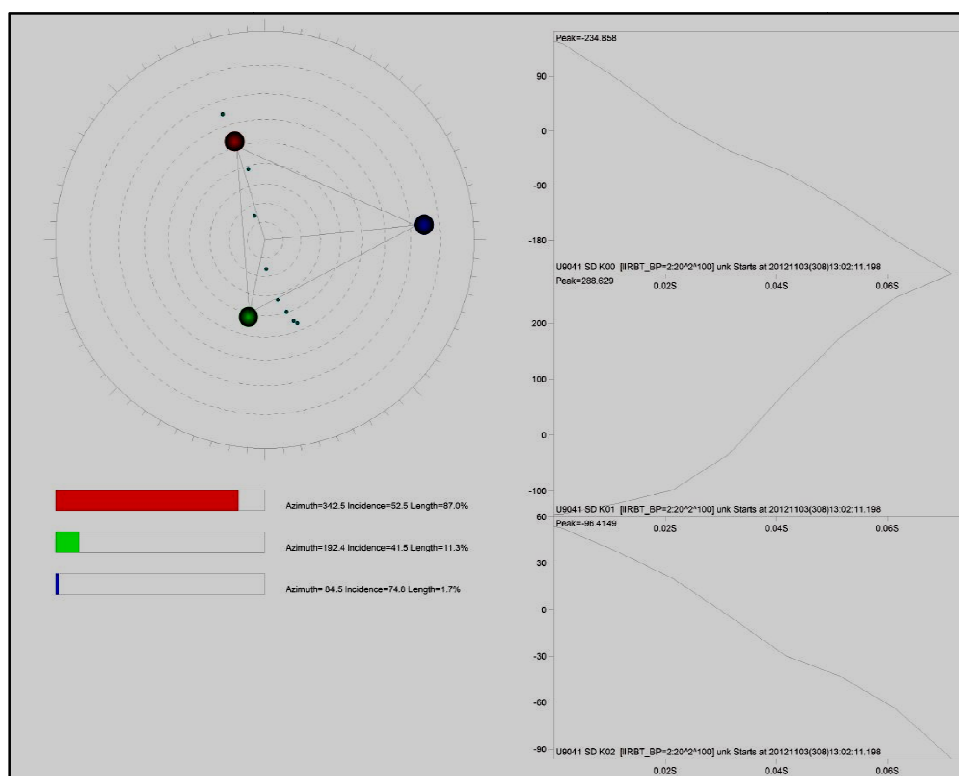 Peak=-234.858
90
0
-90
-180
U9041 SD K00 [IIRBT_BP=2:20^2^100] unk Starts at 20121103(308)13:02:11.198
0.02S 0.04S 0.06S
Peak=288.629
200
100
0
-100
U9041 SD K01 [IIRBT_BP=2:20^2^100] unk Starts at 20121103(308)13:02:11.198
0.02S 0.04S 0.06S
60
Peak=-96.4149
30
0
-30
-60
-90
U9041 SD K02 [IIRBT_BP=2:20^2^100] unk Starts at 20121103(308)13:02:11.198
0.02S 0.04S 0.06S
Azimuth=342.5 Incidence=52.5 Length=87.0%
Azimuth=192.4 Incidence=41.5 Length=11.3%
Azimuth= 84.5 Incidence=74.8 Length=1.7%